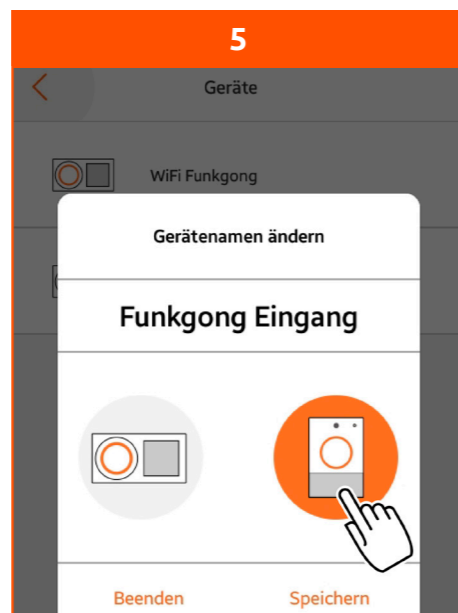 5
Geräte
WiFi Funkgong
Gerätenamen ändern
Funkgong Eingang
Beenden
Speichern